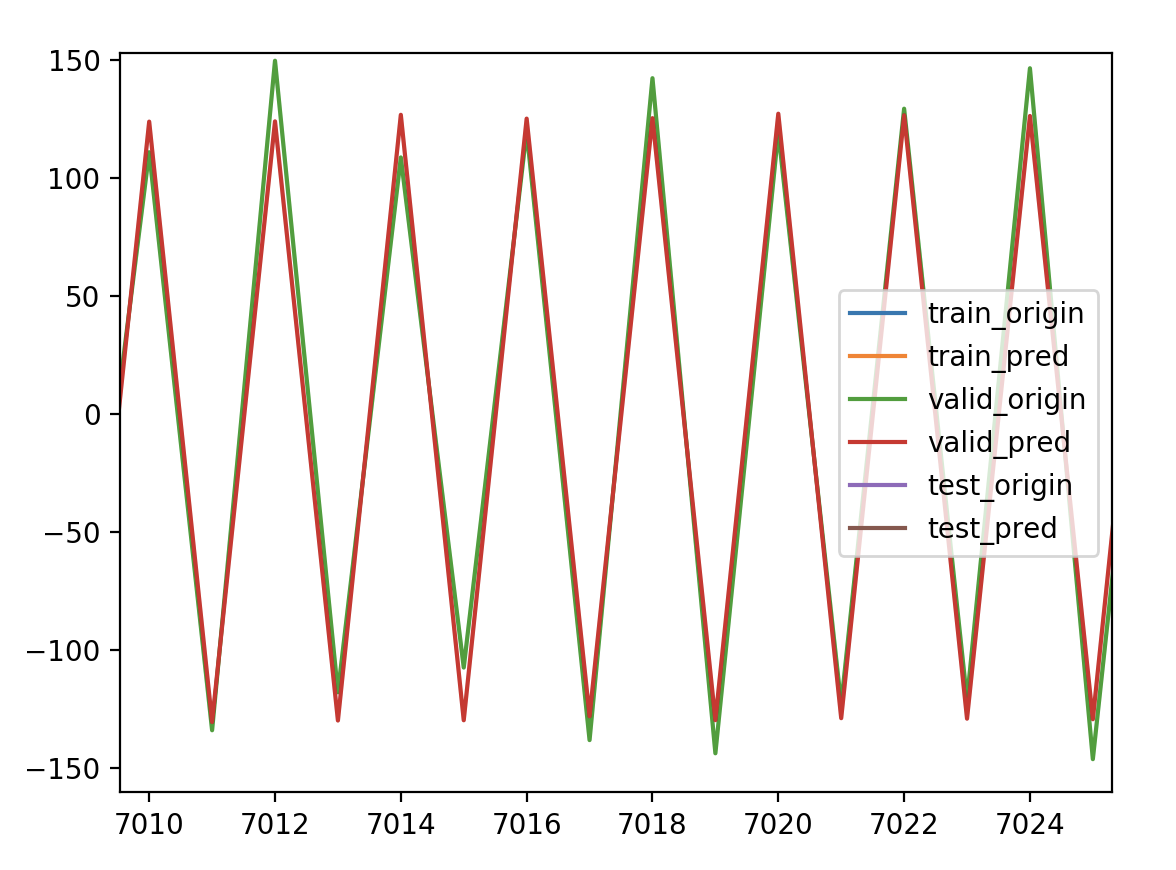 150
100
50
0
−50
−100
−150
7010 7012 7014 7016 7018 7020 7022 7024
train_origin
train_pred
valid_origin
valid_pred
test_origin
test_pred